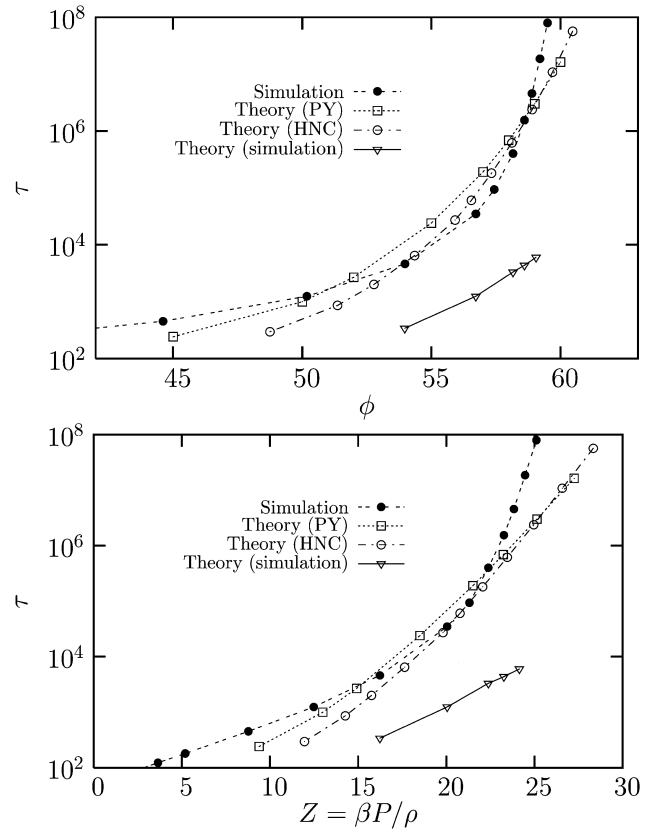 10^8
10^6
10^4
10^2
τ
Simulation
Theory (PY)
Theory (HNC)
Theory (simulation)
45 50 55 60
ϕ
10^8
10^6
10^4
10^2
τ
Simulation
Theory (PY)
Theory (HNC)
Theory (simulation)
0 5 10 15 20 25 30
Z = βP/ρ